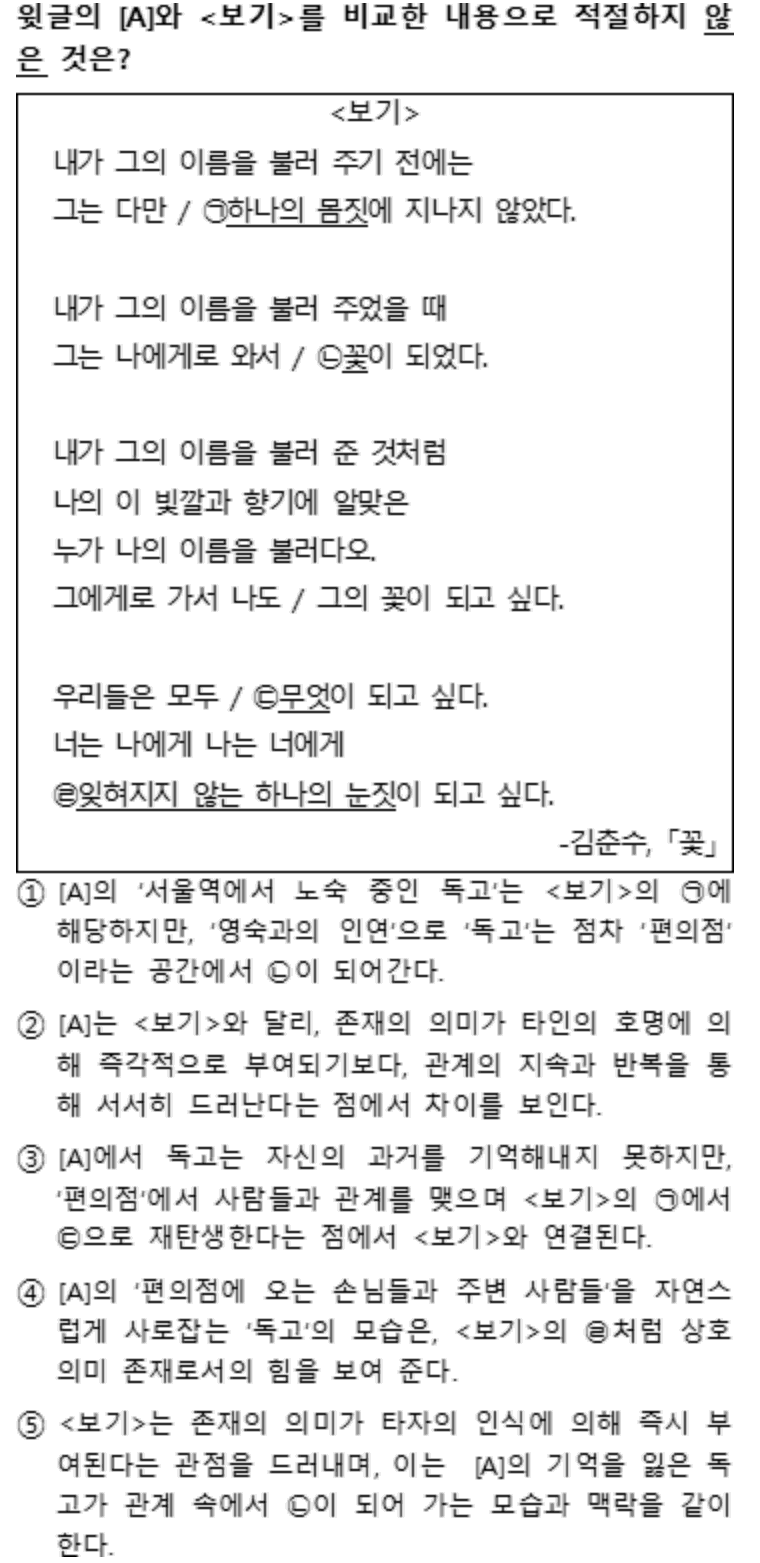 윗글의 [A]와 <보기>를 비교한 내용으로 적절하지 않
은 것은?
<보기>
내가 그의 이름을 불러 주기 전에는
그는 다만 / ㉠하나의 몸짓에 지나지 않았다.
내가 그의 이름을 불러 주었을 때
그는 나에게로 와서 / ㉡꽃이 되었다.
내가 그의 이름을 불러 준 것처럼
나의 이 빛깔과 향기에 알맞은
누가 나의 이름을 불러다오.
그에게로 가서 나도 / 그의 꽃이 되고 싶다.
우리들은 모두 / ㉢무엇이 되고 싶다.
너는 나에게 나는 너에게
㉣잊혀지지 않는 하나의 눈짓이 되고 싶다.
-김춘수, 「꽃」
① [A]의 '서울역에서 노숙 중인 독고'는 <보기>의 ㉠에
해당하지만, '영숙과의 인연'으로 '독고'는 점차 '편의점'
이라는 공간에서 ㉡이 되어간다.
② [A]는 <보기>와 달리, 존재의 의미가 타인의 호명에 의
해 즉각적으로 부여되기보다, 관계의 지속과 반복을 통
해 서서히 드러난다는 점에서 차이를 보인다.
③ [A]에서 독고는 자신의 과거를 기억해내지 못하지만,
'편의점'에서 사람들과 관계를 맺으며 <보기>의 ㉠에서
㉢으로 재탄생한다는 점에서 <보기>와 연결된다.
④ [A]의 '편의점에 오는 손님들과 주변 사람들'을 자연스
럽게 사로잡는 '독고'의 모습은, <보기>의 ㉣처럼 상호
의미 존재로서의 힘을 보여 준다.
⑤ <보기>는 존재의 의미가 타자의 인식에 의해 즉시 부
여된다는 관점을 드러내며, 이는 [A]의 기억을 잃은 독
고가 관계 속에서 ㉡이 되어 가는 모습과 맥락을 같이
한다.